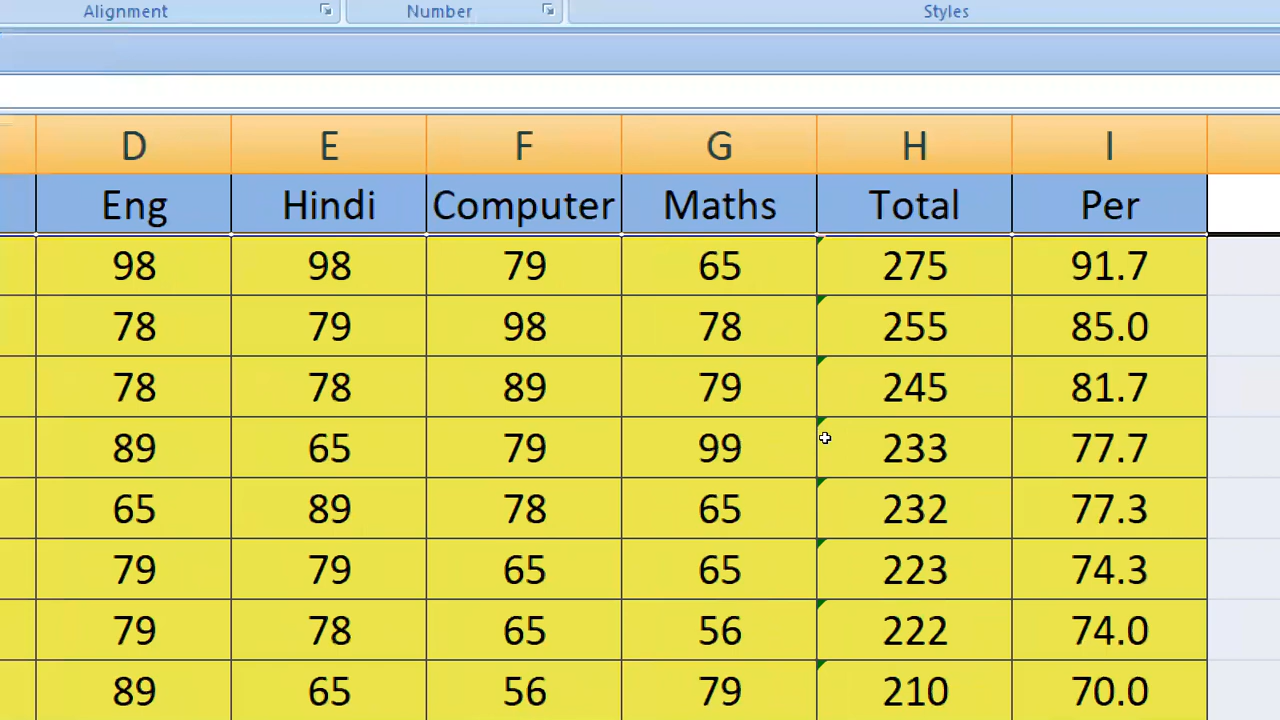 Alignment Number Styles
D E F G H I
Eng Hindi Computer Maths Total Per
98 98 79 65 275 91.7
78 79 98 78 255 85.0
78 78 89 79 245 81.7
89 65 79 99 233 77.7
65 89 78 65 232 77.3
79 79 65 65 223 74.3
79 78 65 56 222 74.0
89 65 56 79 210 70.0